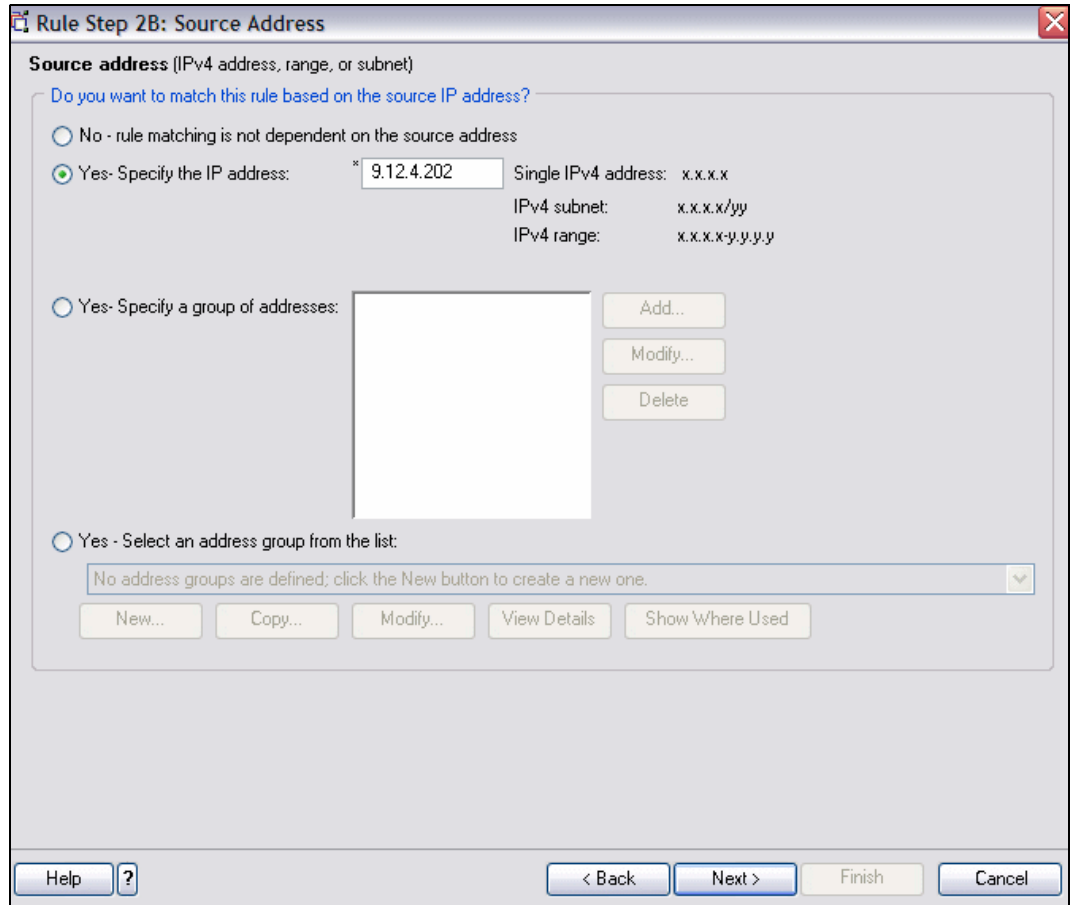 Rule Step 2B: Source Address
Source address (IPv4 address, range, or subnet)
Do you want to match this rule based on the source IP address?
No - rule matching is not dependent on the source address
Yes- Specify the IP address: * 9.12.4.202 Single IPv4 address: x.x.x.x
IPv4 subnet: x.x.x.x/yy
IPv4 range: x.x.x.x-y.y.y.y
Yes- Specify a group of addresses: Add...
Modify...
Delete
Yes - Select an address group from the list:
No address groups are defined; click the New button to create a new one.
New... Copy... Modify... View Details Show Where Used
Help ? < Back Next > Finish Cancel